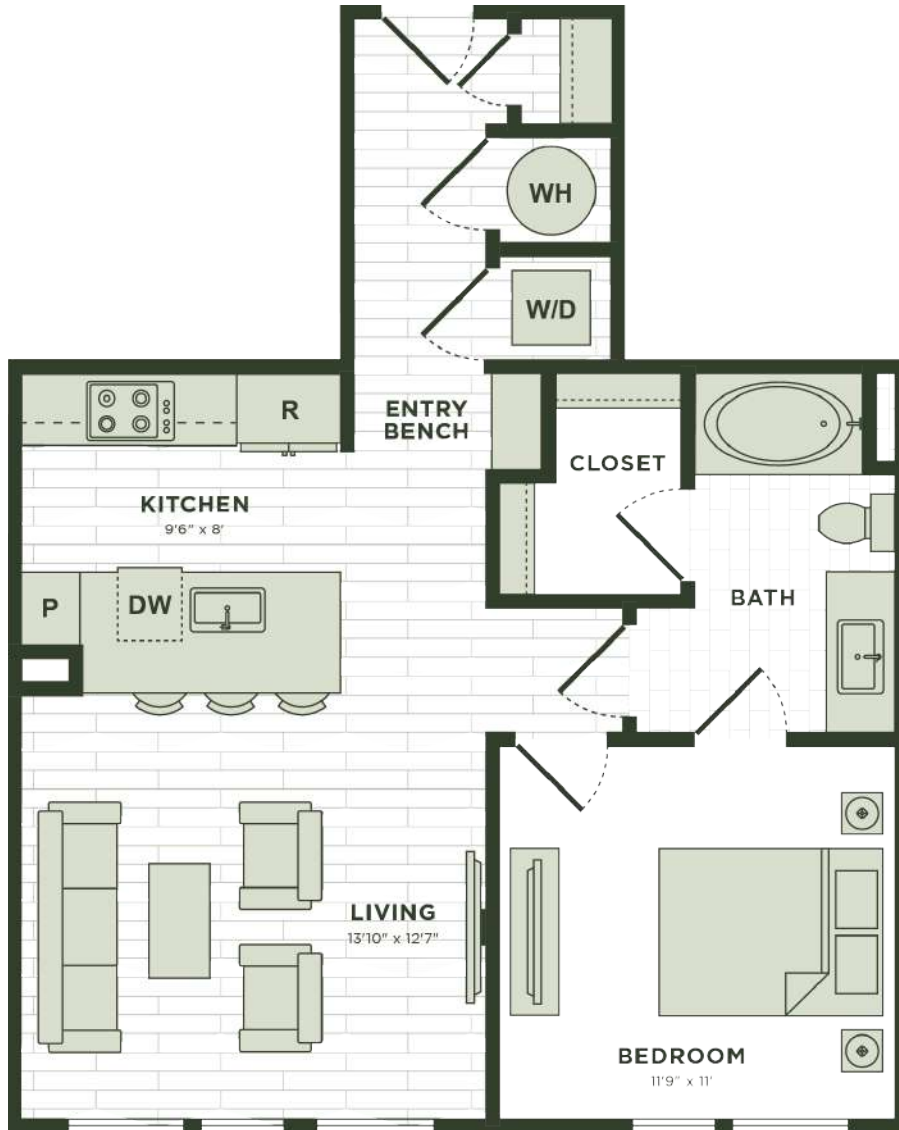 WH
W/D
R
ENTRY
BENCH
CLOSET
KITCHEN
9'6" x 8'
P
DW
BATH
LIVING
13'10" x 12'7"
BEDROOM
11'9" x 11'